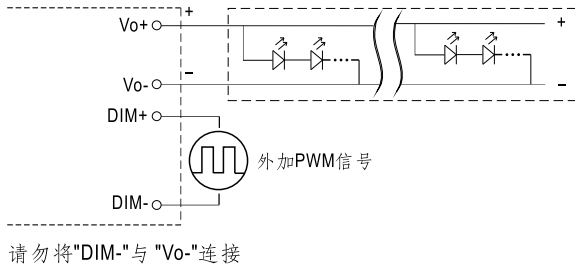 Vo+ + +
Vo- - -
DIM+
外加PWM信号
DIM-
请勿将"DIM-"与 "Vo-"连接